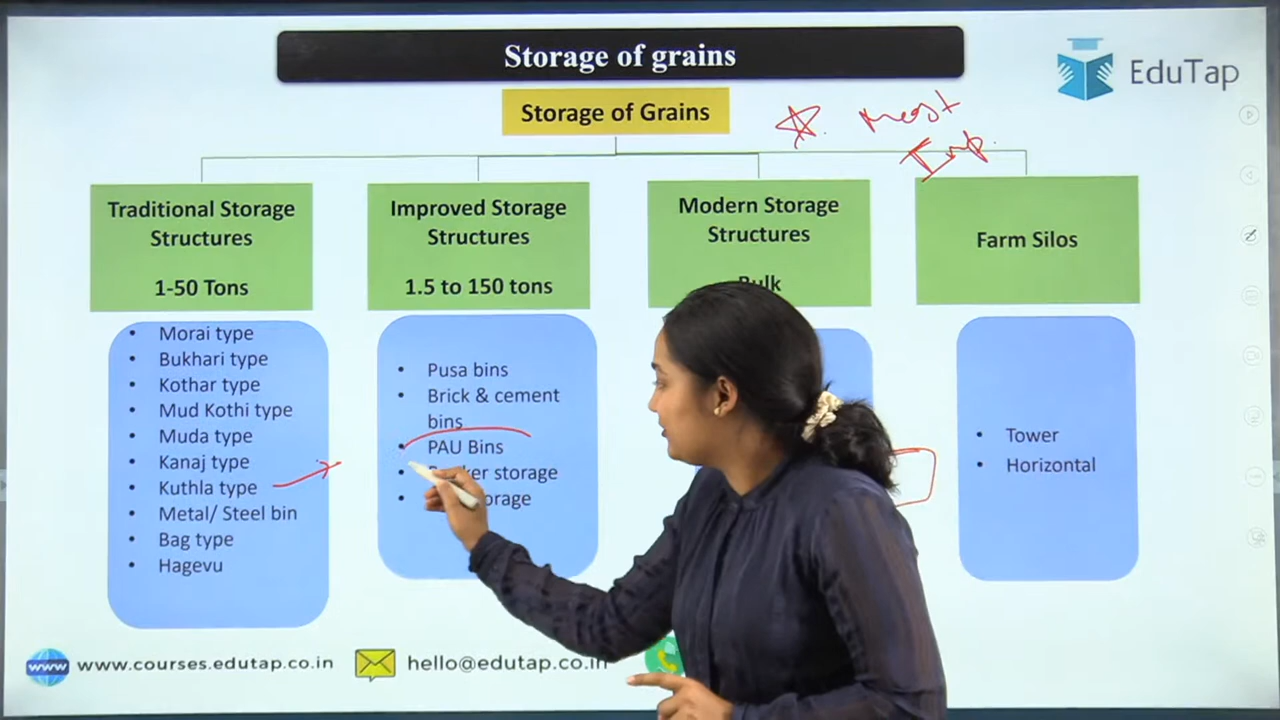 Storage of grains
EduTap
Storage of Grains
Most
Imp.
Traditional Storage
Structures
1-50 Tons
Improved Storage
Structures
1.5 to 150 tons
Modern Storage
Structures
Bulk
Farm Silos
• Morai type
• Bukhari type
• Kothar type
• Mud Kothi type
• Muda type
• Kanaj type
• Kuthla type
• Metal/ Steel bin
• Bag type
• Hagevu
• Pusa bins
• Brick & cement
bins
• PAU Bins
• storage
•
• Tower
• Horizontal
www
www.courses.edutap.co.in
hello@edutap.co.in